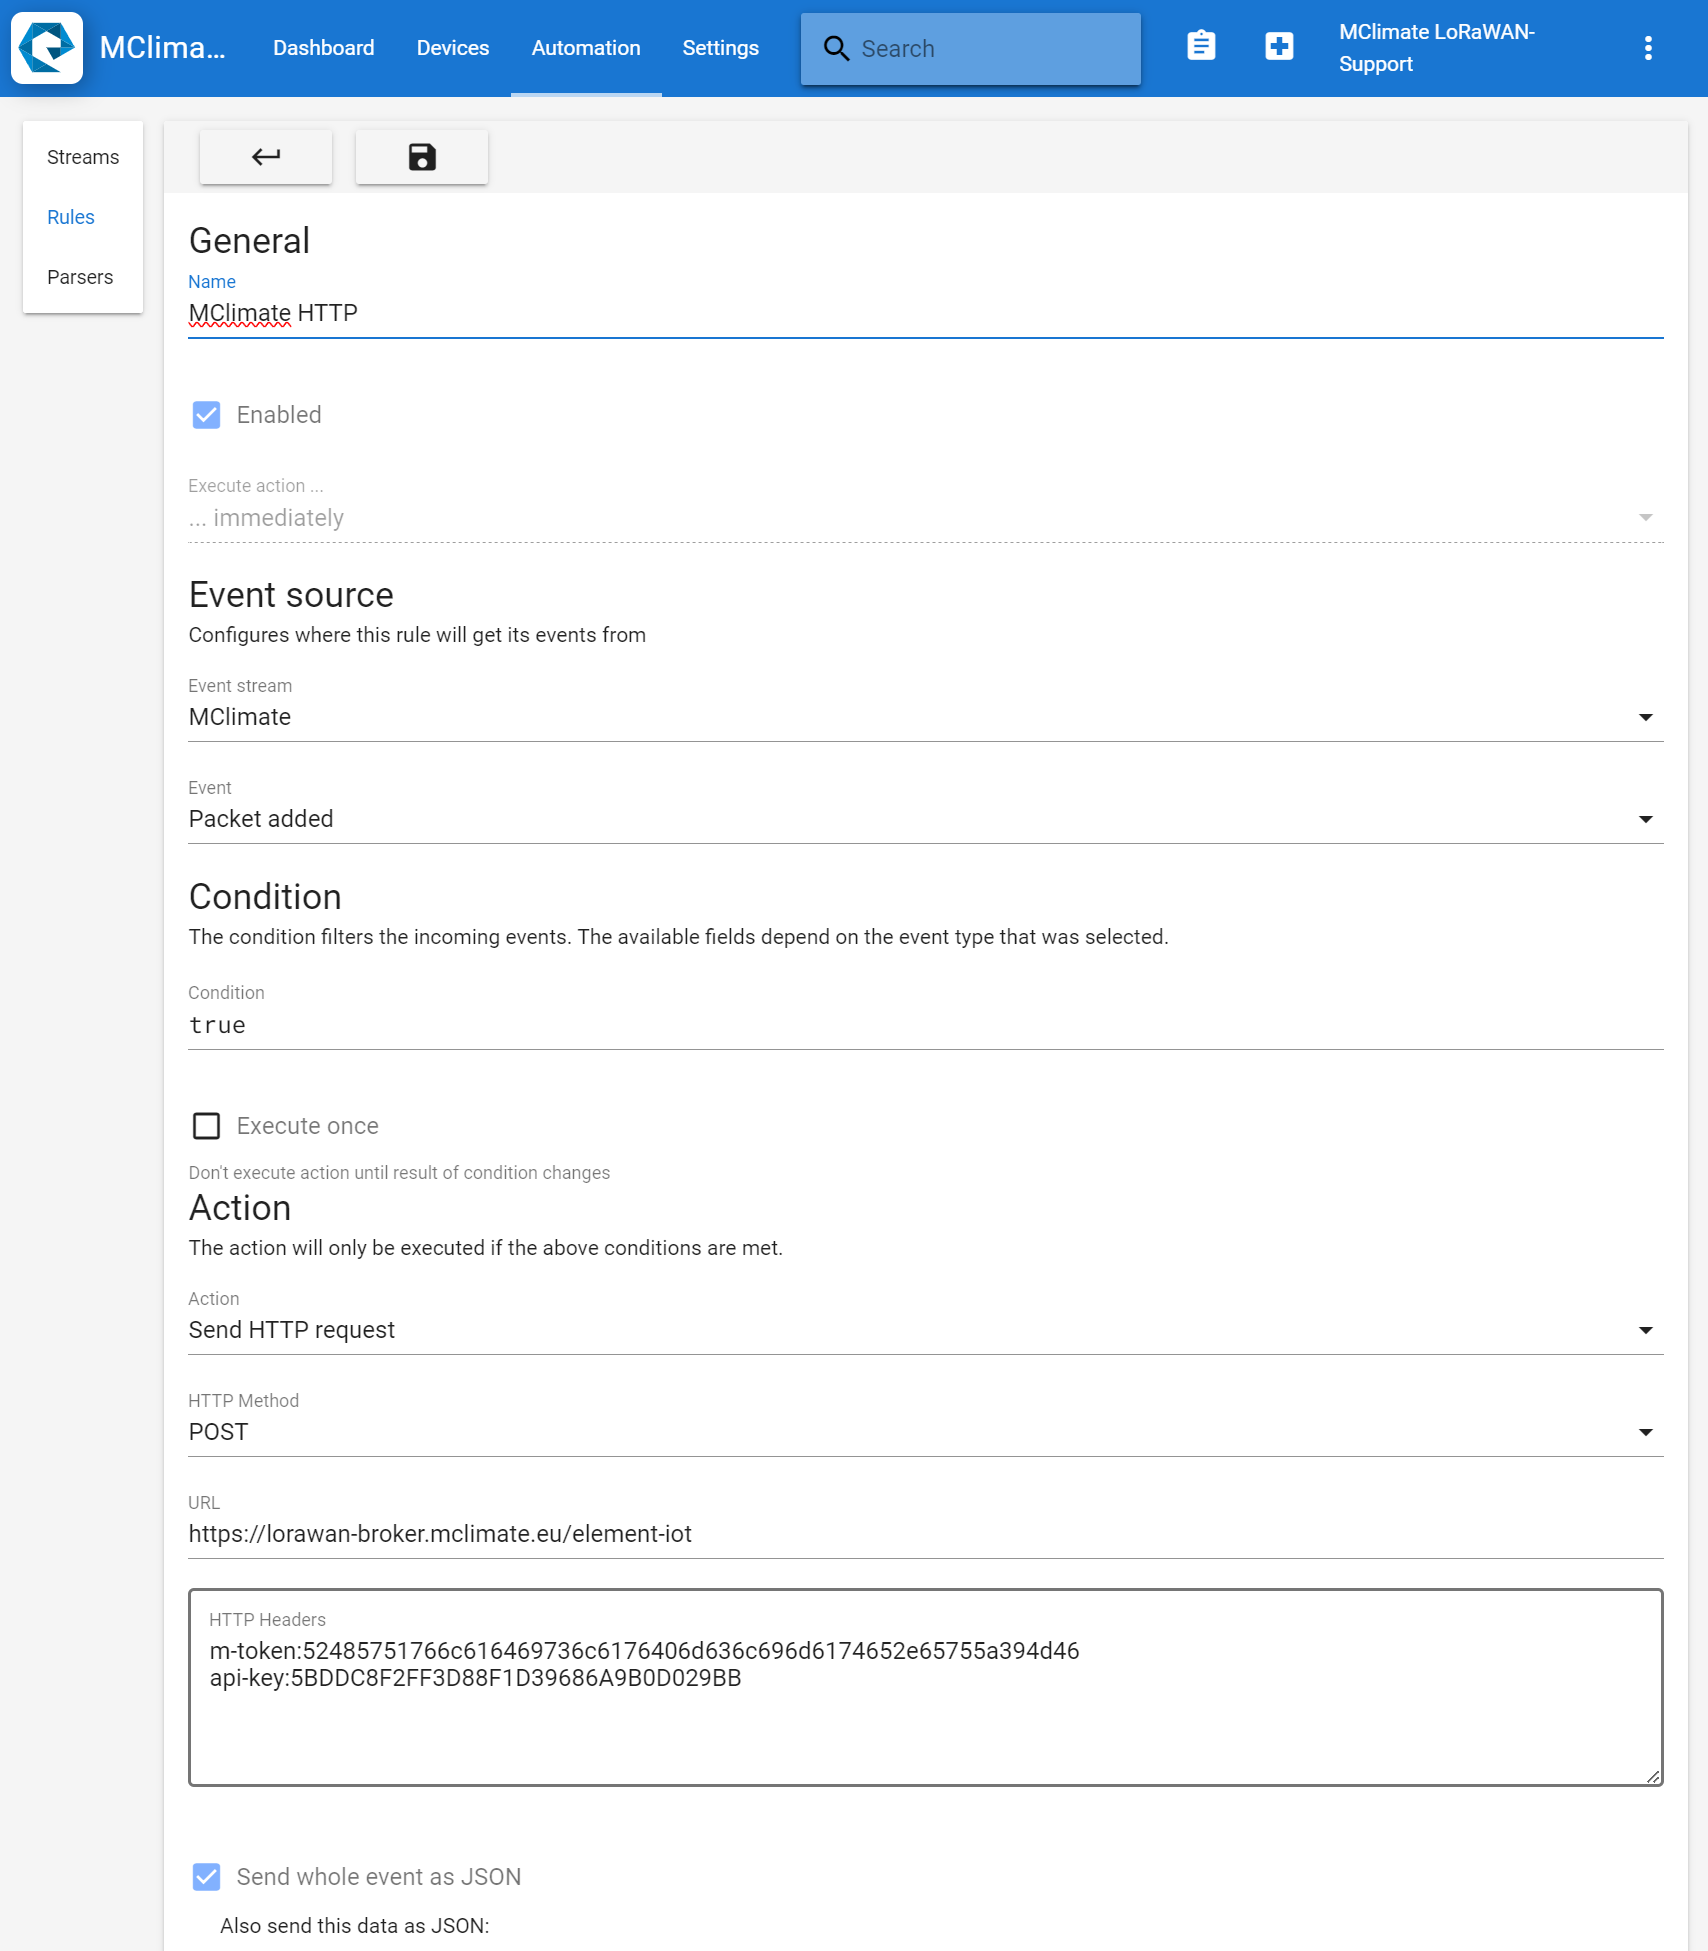 MClima...
Dashboard
Devices
Automation
Settings
Search
MClimate LoRaWAN-
Support
Streams
Rules
Parsers
General
Name
MClimate HTTP
Enabled
Execute action ...
... immediately
Event source
Configures where this rule will get its events from
Event stream
MClimate
Event
Packet added
Condition
The condition filters the incoming events. The available fields depend on the event type that was selected.
Condition
true
Execute once
Don't execute action until result of condition changes
Action
The action will only be executed if the above conditions are met.
Action
Send HTTP request
HTTP Method
POST
URL
https://lorawan-broker.mclimate.eu/element-iot
HTTP Headers
m-token:52485751766c616469736c6176406d636c696d6174652e65755a394d46
api-key:5BDDC8F2FF3D88F1D39686A9B0D029BB
Send whole event as JSON
Also send this data as JSON: